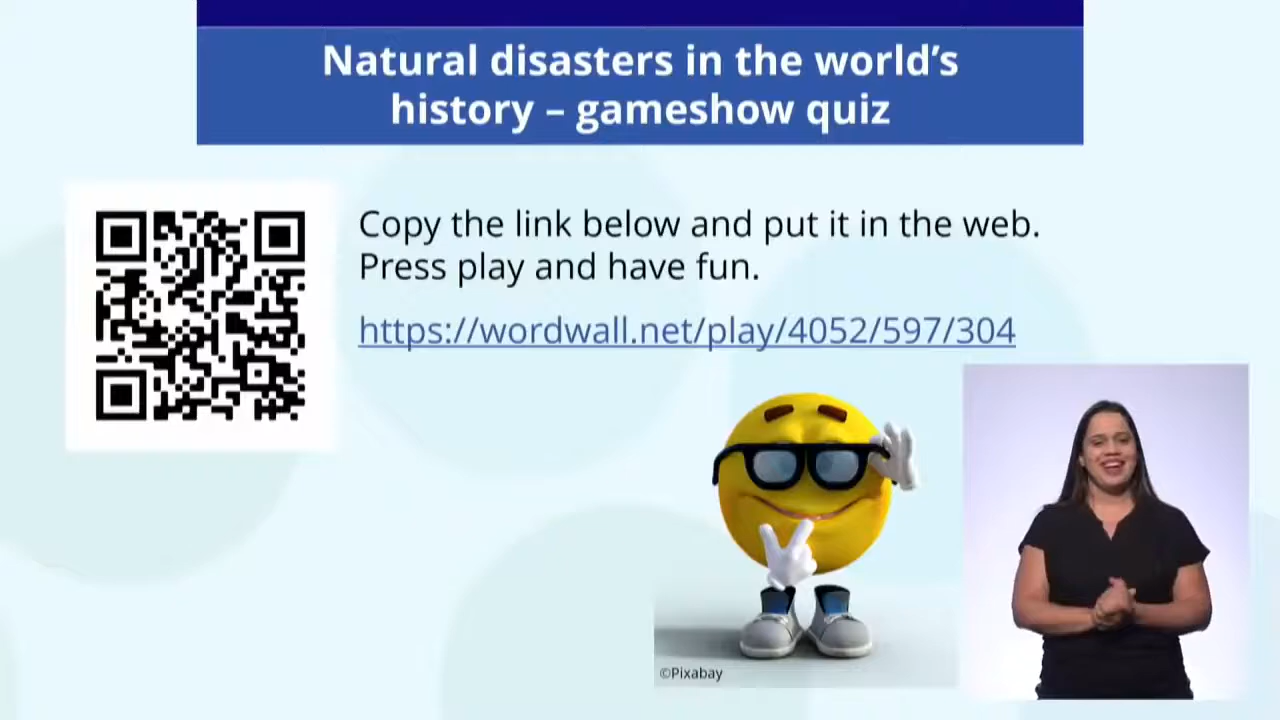 Natural disasters in the world’s
history – gameshow quiz
Copy the link below and put it in the web.
Press play and have fun.
https://wordwall.net/play/4052/597/304
©Pixabay